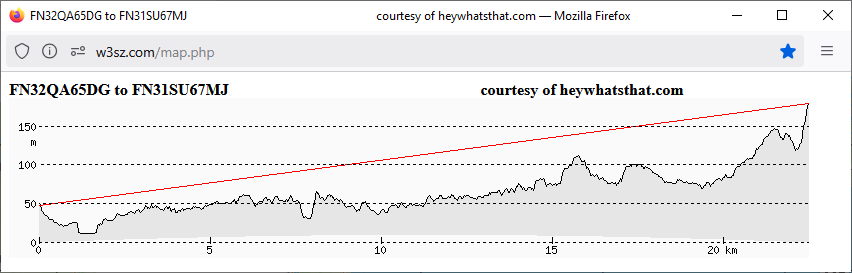 FN32QA65DG to FN31SU67MJ courtesy of heywhatsthat.com — Mozilla Firefox
w3sz.com/map.php
FN32QA65DG to FN31SU67MJ courtesy of heywhatsthat.com
150
m
100
50
0
0 5 10 15 20 km